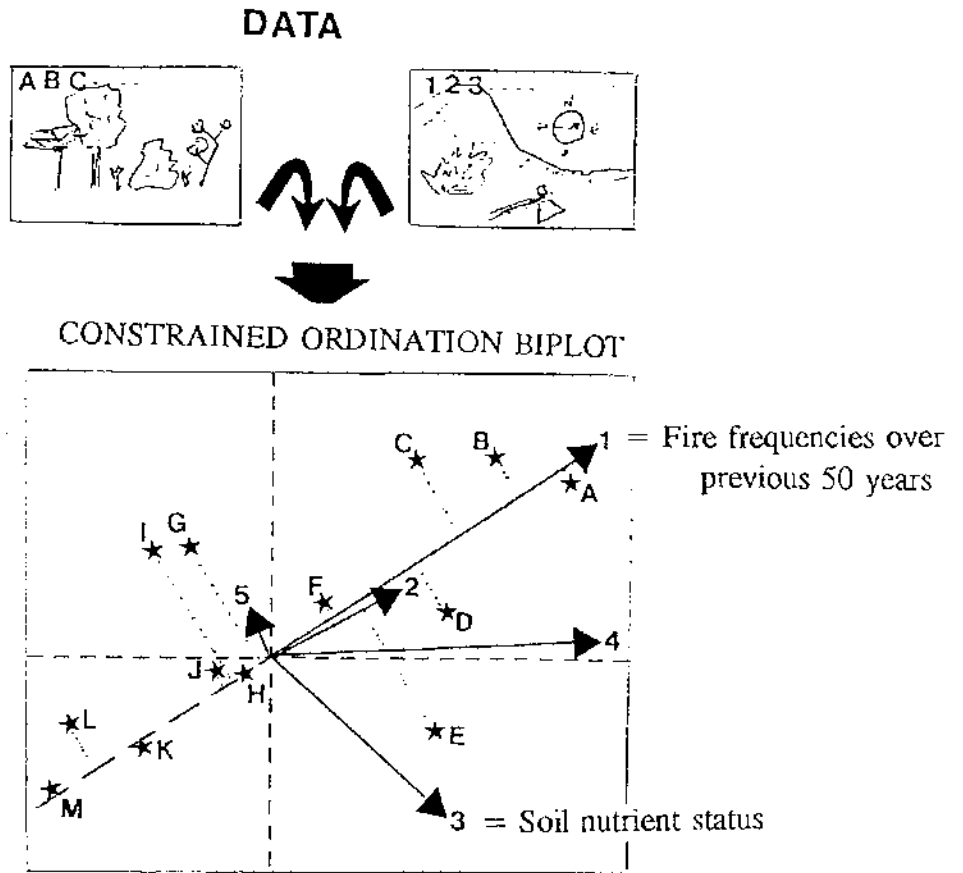 DATA
A B C
1 2 3
CONSTRAINED ORDINATION BIPLOT
C
B
1 = Fire frequencies over
previous 50 years
A
I
G
5
F
2
D
4
J
H
L
K
E
M
3 = Soil nutrient status